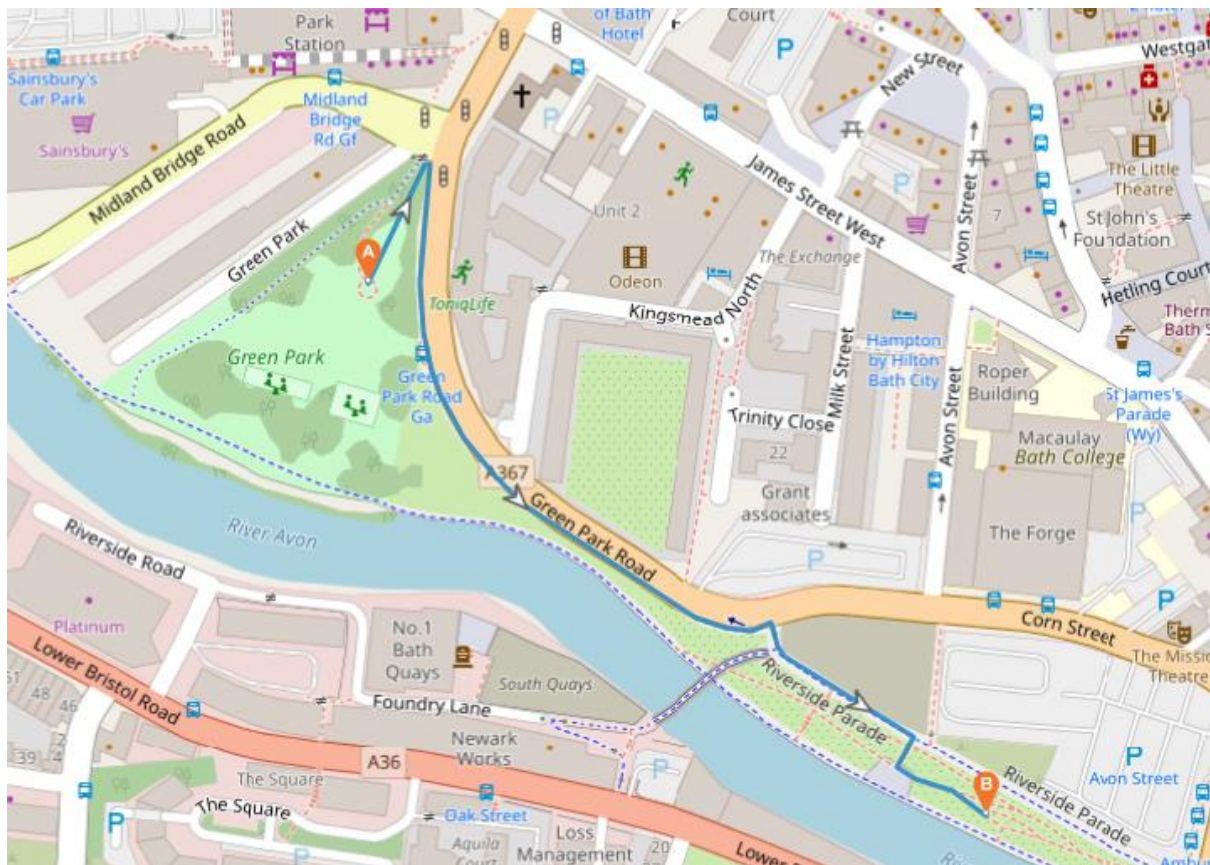 Park
Station
of Bath
Hotel
Court
P
Westgat
Sainsbury's
Car Park
Midland
Bridge
Rd Gf
Sainsbury's
Midland Bridge Road
P
New Street
The Little
Theatre
Unit 2
James Street West
Avon Street
7
St John's
Foundation
A
Green Park
The Exchange
ToniqLife
Odeon
Kingsmead North
Hetling Court
Therm
Bath S
Green Park
Green
Park Road
Ga
Milk Street
Hampton
by Hilton
Bath City
Roper
Building
St James's
Parade
(Wy)
Trinity Close
22
Avon Street
Macaulay
Bath College
A367
Grant
associates
P
The Forge
P
River Avon
Riverside Road
Green Park Road
Corn Street
P
Platinum
No.1
Bath
Quays
South Quays
The Missio
Theatre
Lower Bristol Road
51
48
46
Foundry Lane
Riverside Parade
39
Newark
Works
A36
P
B
Riverside Parade
P
Avon Street
The Square
The Square
Oak Street
P
P
Aquila
Court
Loss
Management
20
Lower